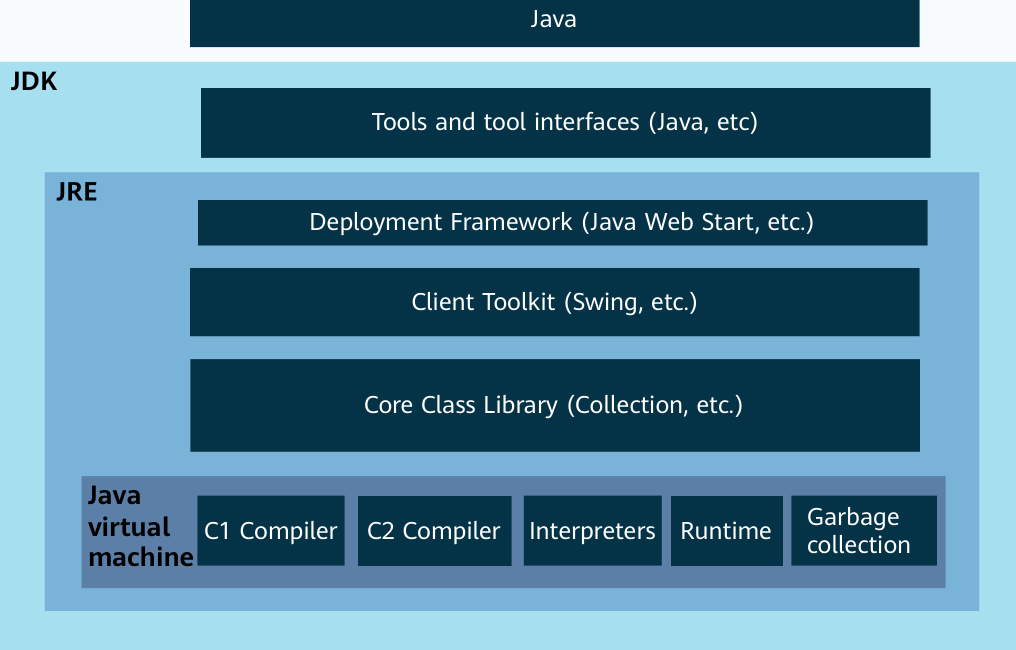 Java
JDK
Tools and tool interfaces (Java, etc)
JRE
Deployment Framework (Java Web Start, etc.)
Client Toolkit (Swing, etc.)
Core Class Library (Collection, etc.)
Java
virtual
machine
C1 Compiler
C2 Compiler
Interpreters
Runtime
Garbage
collection